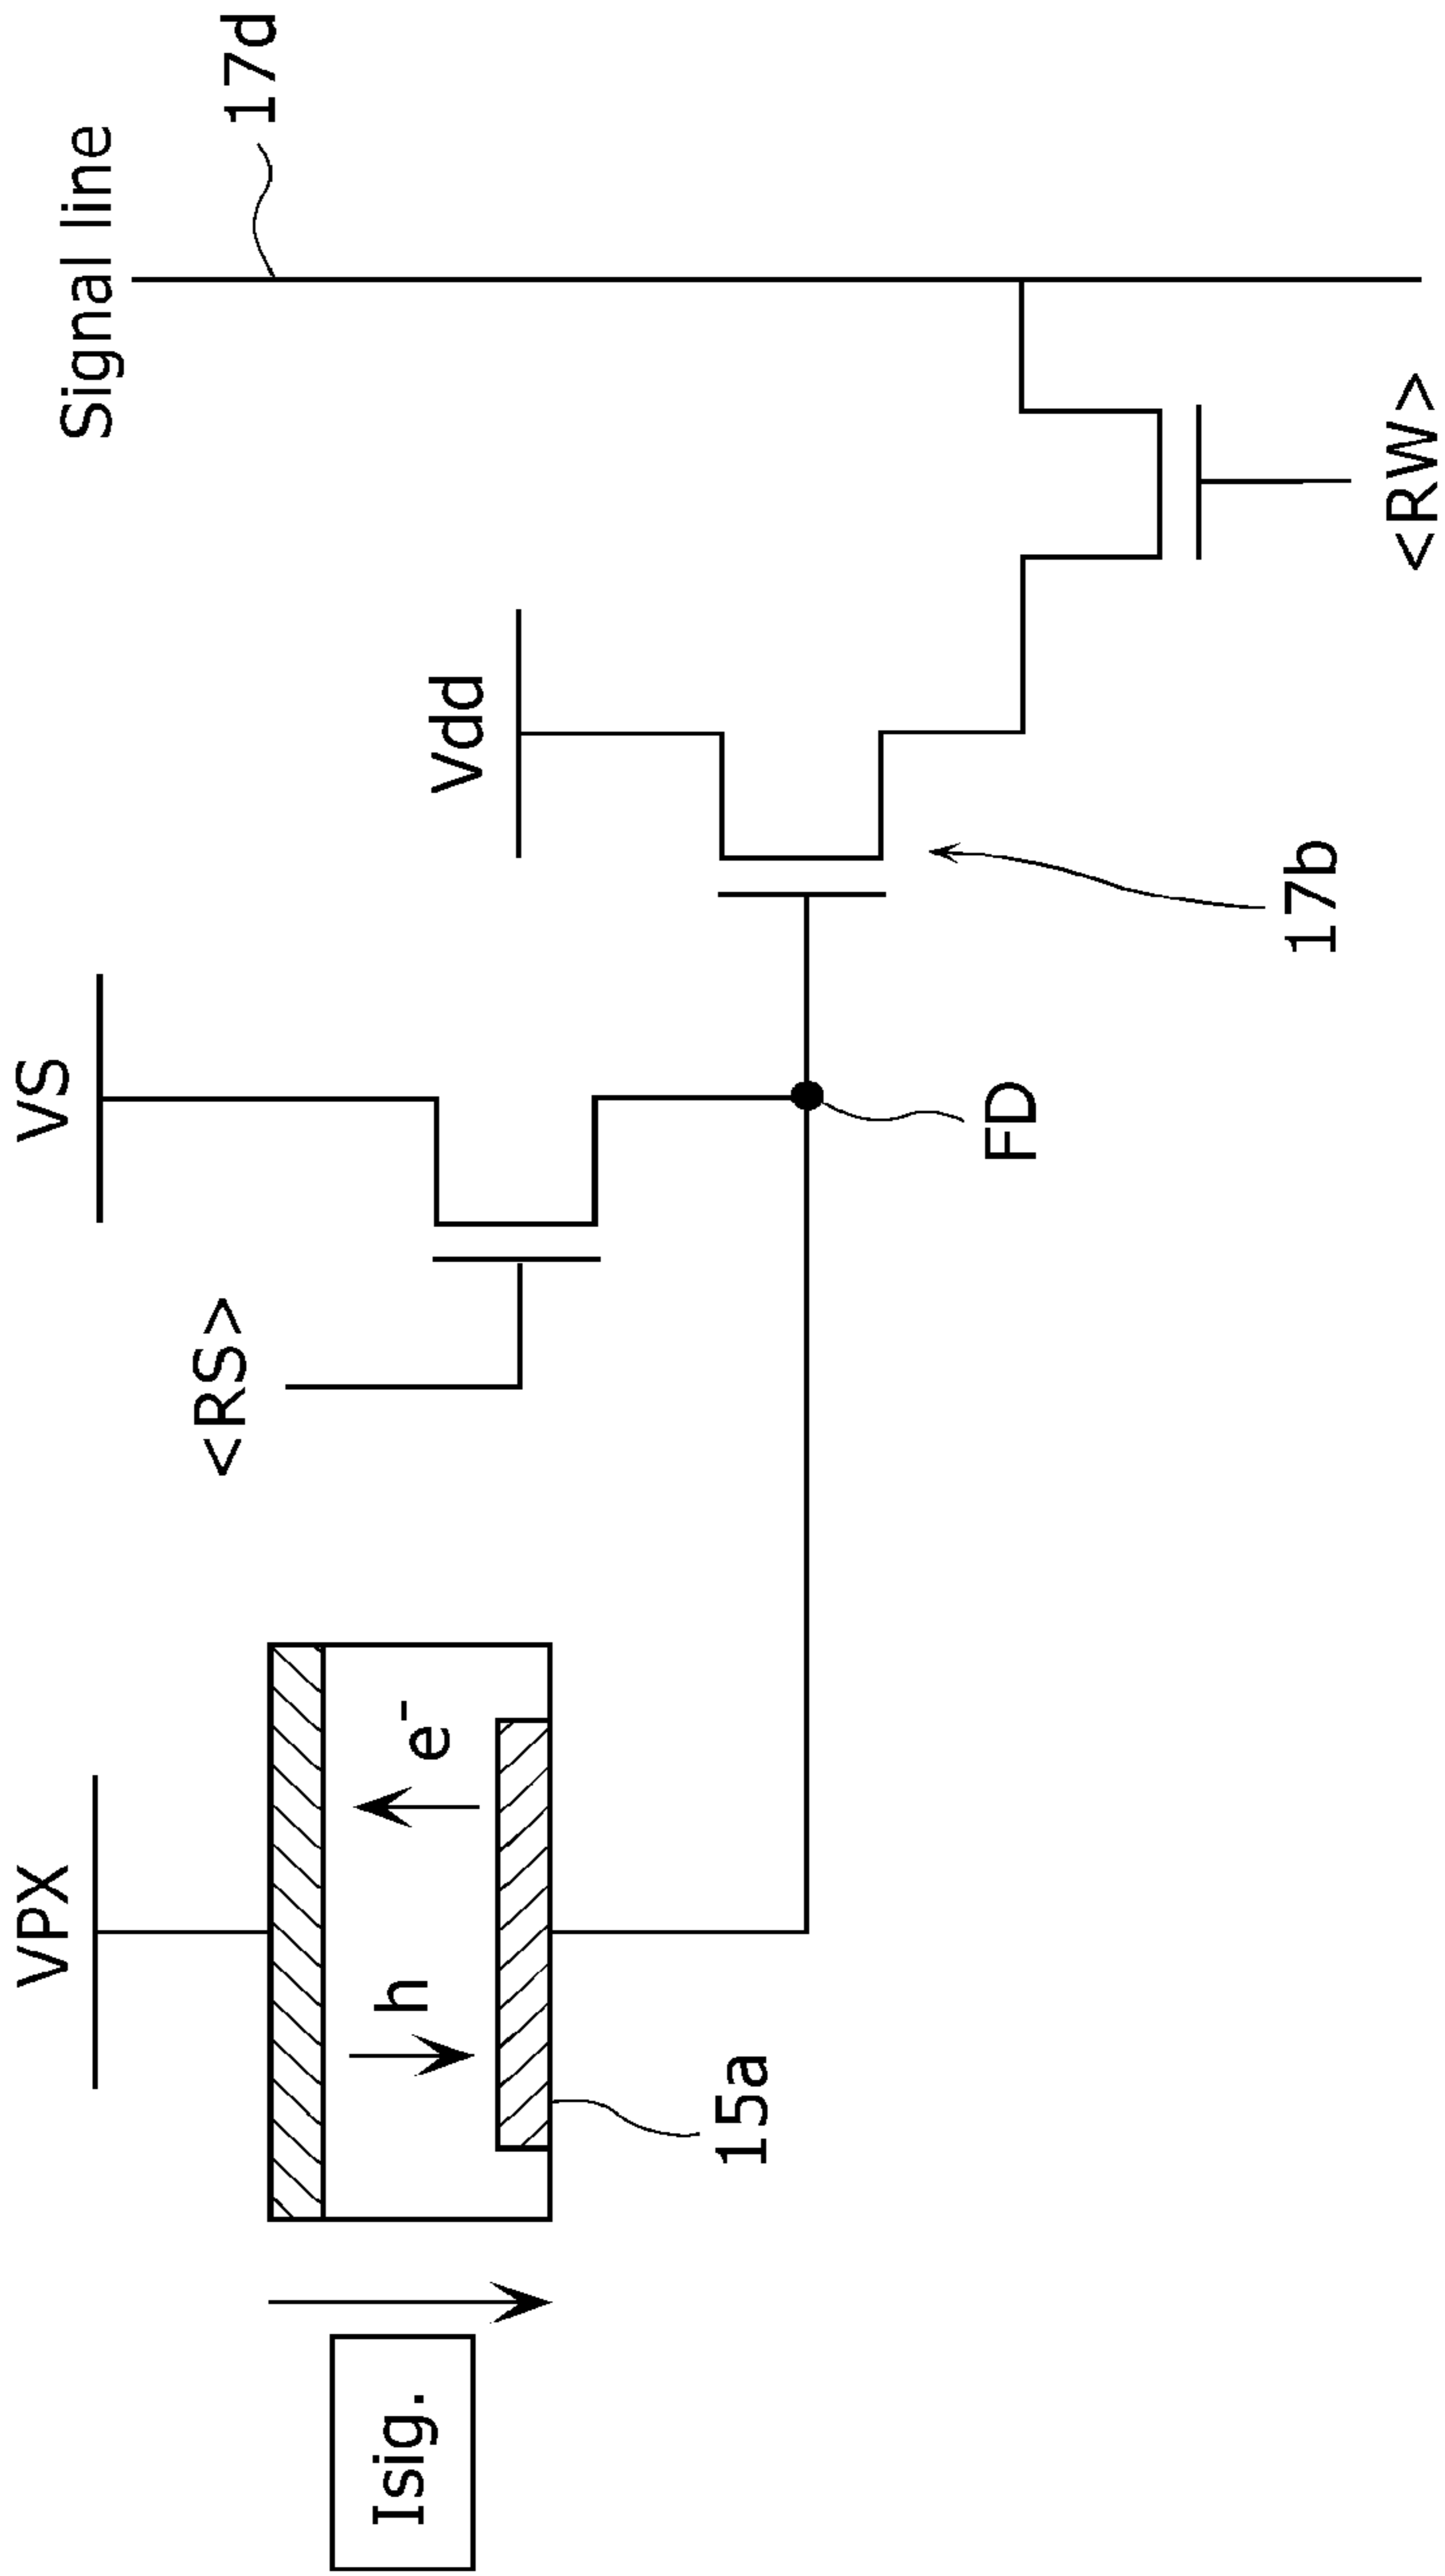 Isig.
VPX
h
e⁻
15a
<RS>
VS
FD
Vdd
17b
<RW>
Signal line
17d